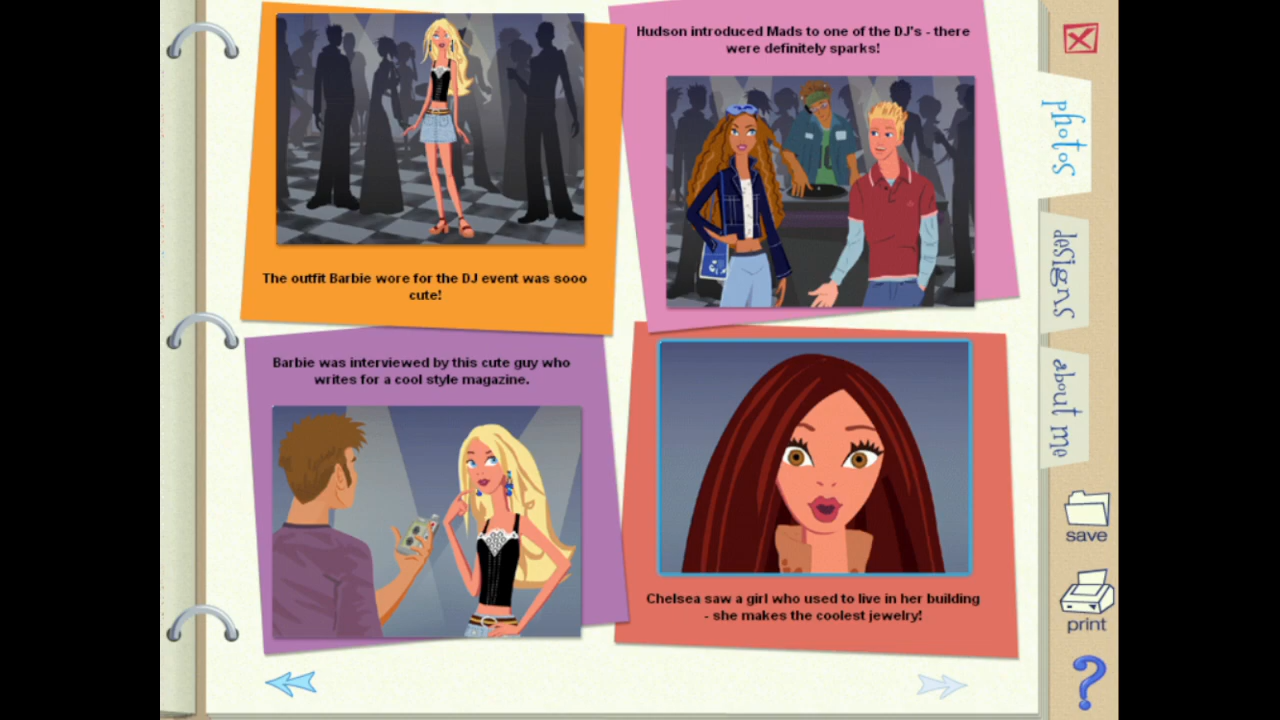 The outfit Barbie wore for the DJ event was sooo
cute!
Hudson introduced Mads to one of the DJ's - there
were definitely sparks!
Barbie was interviewed by this cute guy who
writes for a cool style magazine.
Chelsea saw a girl who used to live in her building
- she makes the coolest jewelry!
photos
designs
about me
save
print
?